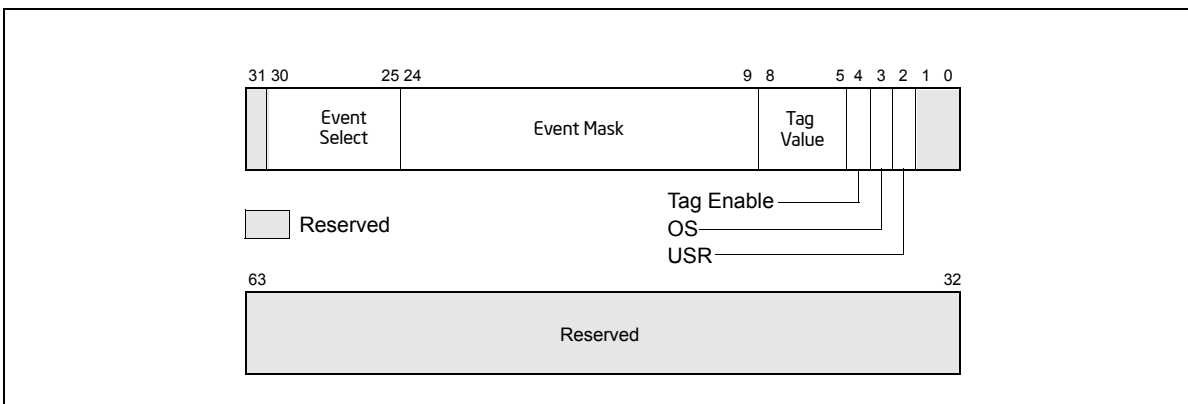 31 30 25 24 9 8 5 4 3 2 1 0
Event Select Event Mask Tag Value
Tag Enable
Reserved
OS
USR
63 32
Reserved